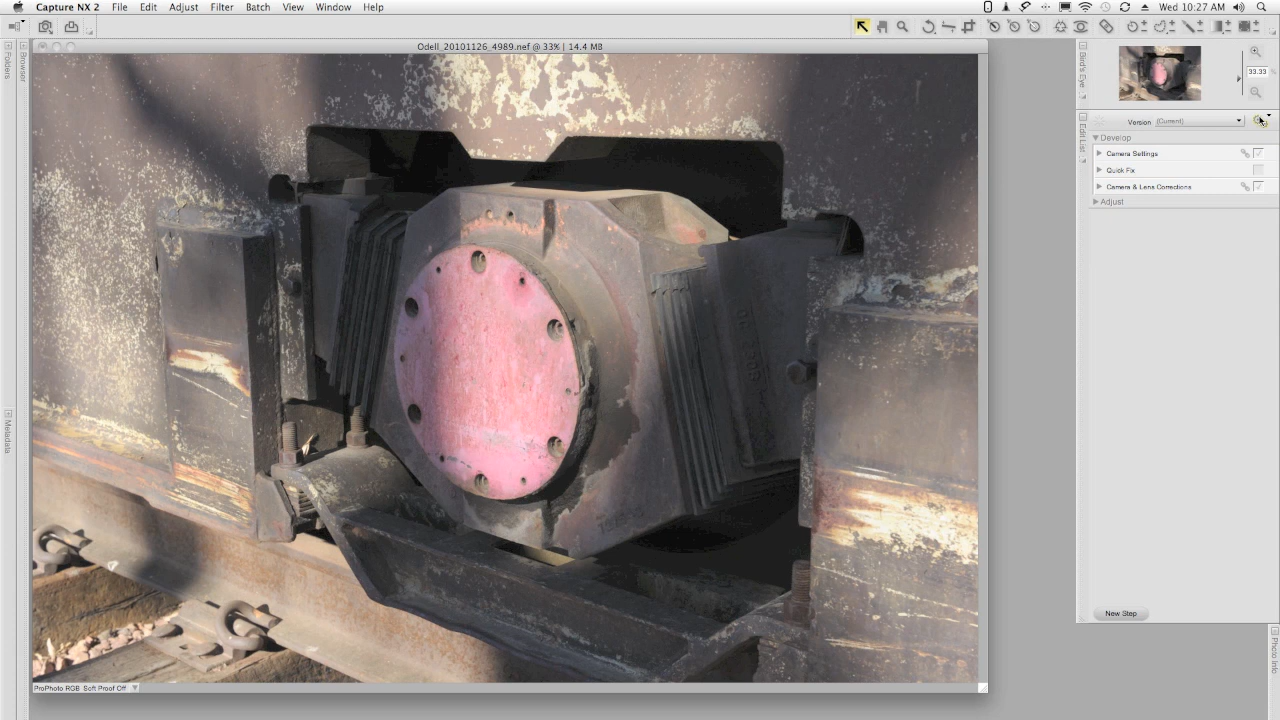 Capture NX 2 File Edit Adjust Filter Batch View Window Help
Wed 10:27 AM
Odell_20101126_4989.nef @ 33% | 14.4 MB
Folders
Browser
Metadata
Bird's Eye
33.33
Edit List
Version (Current)
Develop
Camera Settings
Quick Fix
Camera & Lens Corrections
Adjust
New Step
Photo Info
ProPhoto RGB Soft Proof Off